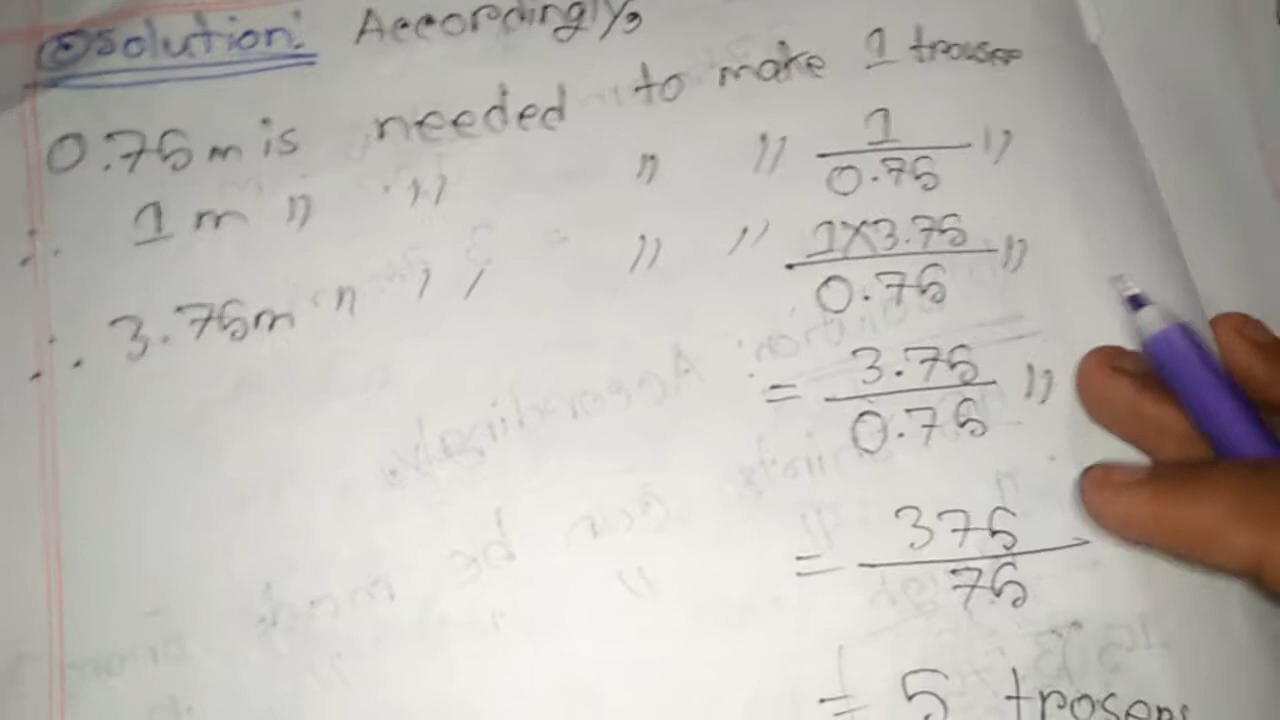 ⑤ solution: Accordingly,
0.75m is needed to make 1 trouser
∴ 1m " " " " 1/0.75 "
∴ 3.75m " " " " 1×3.75/0.75 "
= 3.75/0.75 "
= 375/75
= 5 trosers